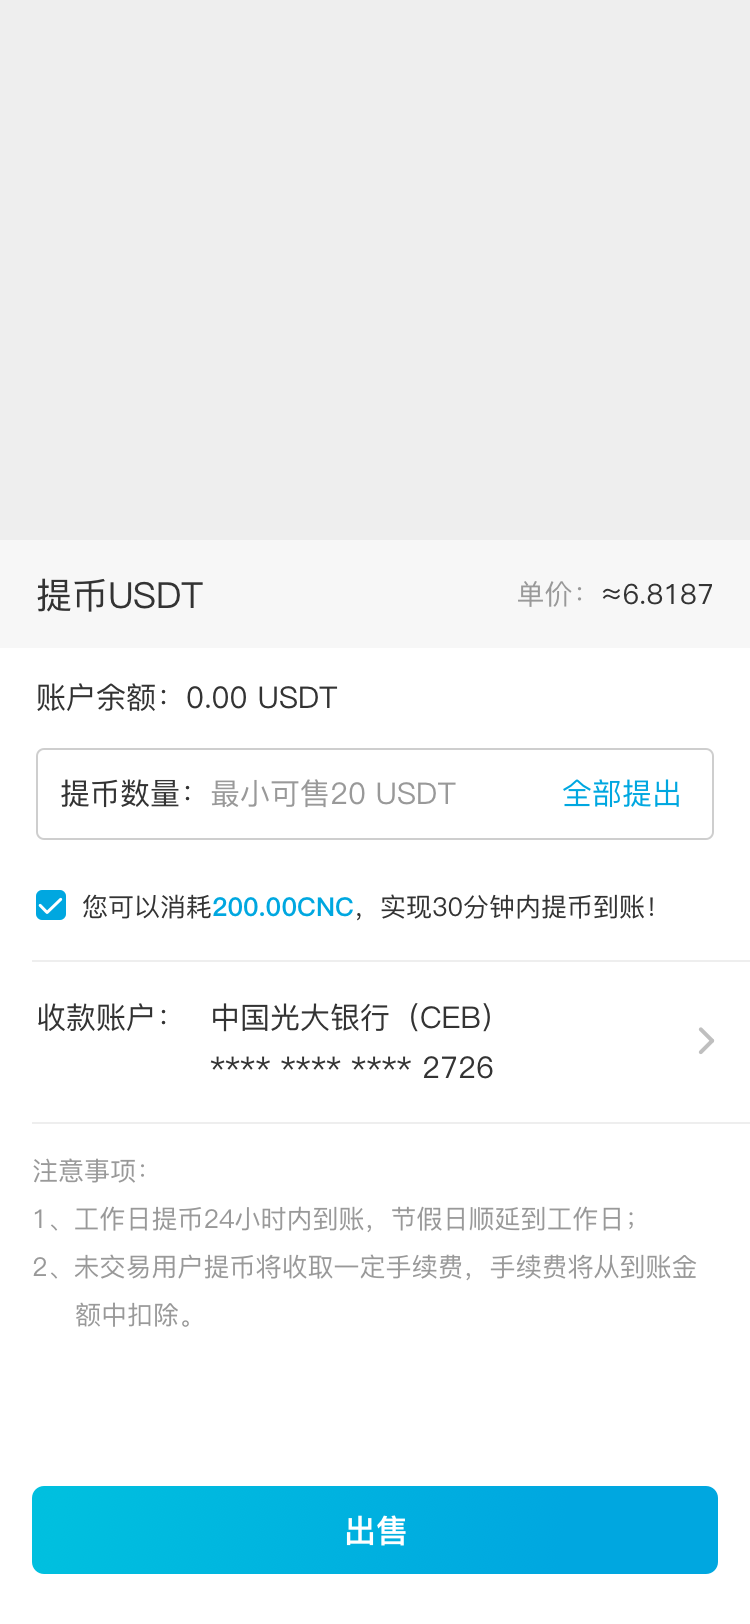 提币USDT
单价：≈6.8187
账户余额：0.00 USDT
提币数量：最小可售20 USDT 全部提出
您可以消耗200.00CNC，实现30分钟内提币到账！
收款账户： 中国光大银行（CEB）
**** **** **** 2726
注意事项：
1、工作日提币24小时内到账，节假日顺延到工作日；
2、未交易用户提币将收取一定手续费，手续费将从到账金
额中扣除。
出售